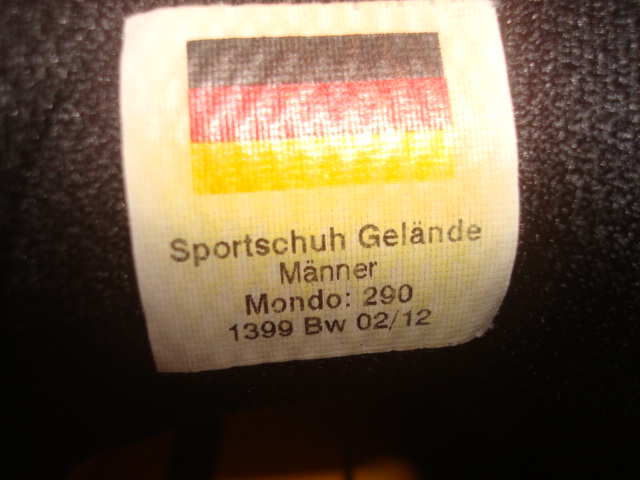 Sportschuh Gelände
Männer
Mondo: 290
1399 Bw 02/12